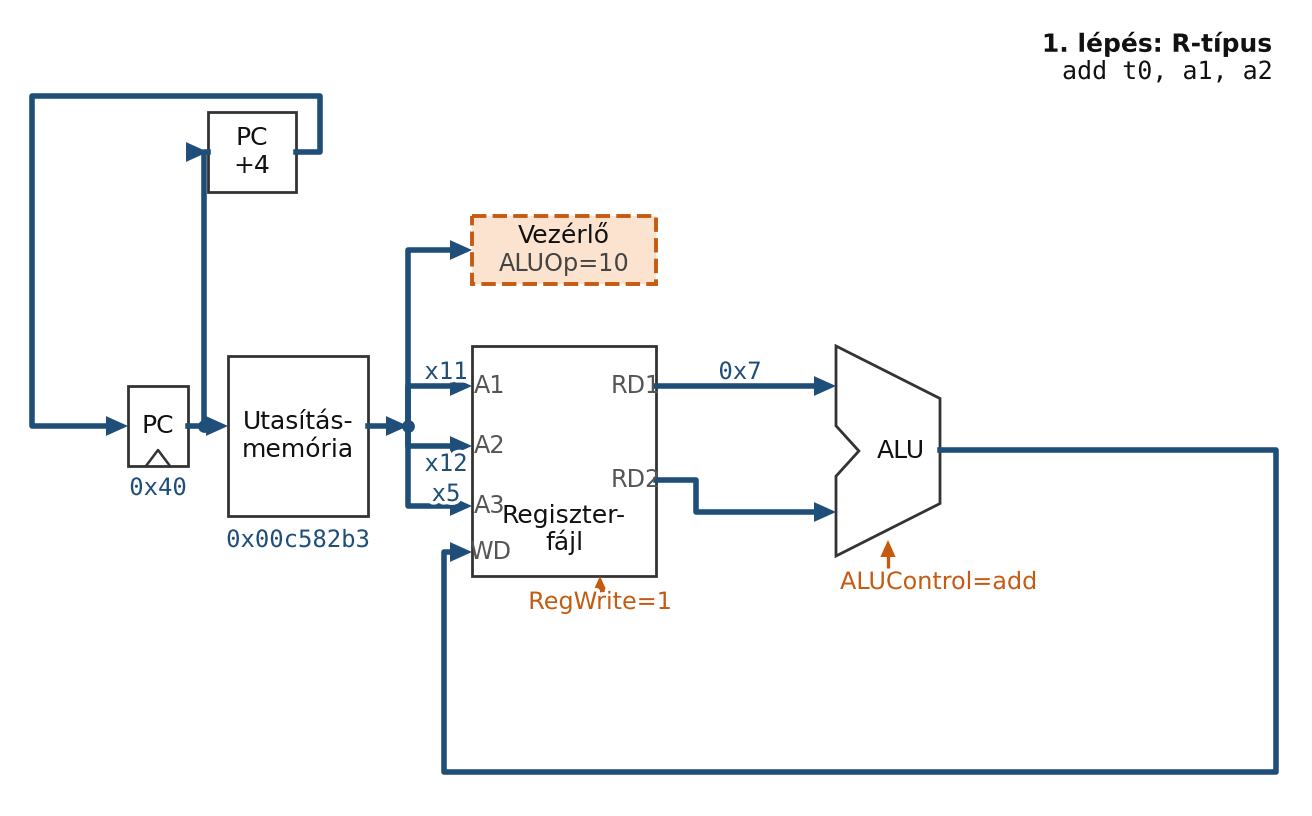 1. lépés: R-típus
add t0, a1, a2
PC
+4
Vezérlő
ALUOp=10
x11
A1
RD1
0x7
PC
Utasítás-
memória
A2
ALU
x12
RD2
0x40
x5
A3
Regiszter-
fájl
0x00c582b3
WD
ALUControl=add
RegWrite=1